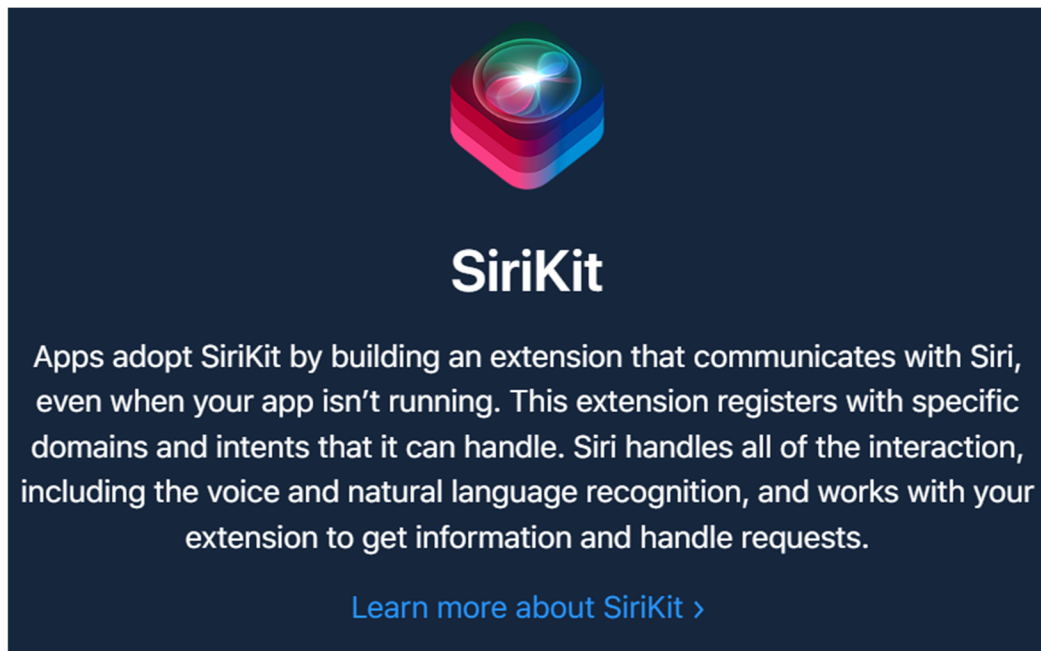 SiriKit
Apps adopt SiriKit by building an extension that communicates with Siri,
even when your app isn’t running. This extension registers with specific
domains and intents that it can handle. Siri handles all of the interaction,
including the voice and natural language recognition, and works with your
extension to get information and handle requests.
Learn more about SiriKit ›